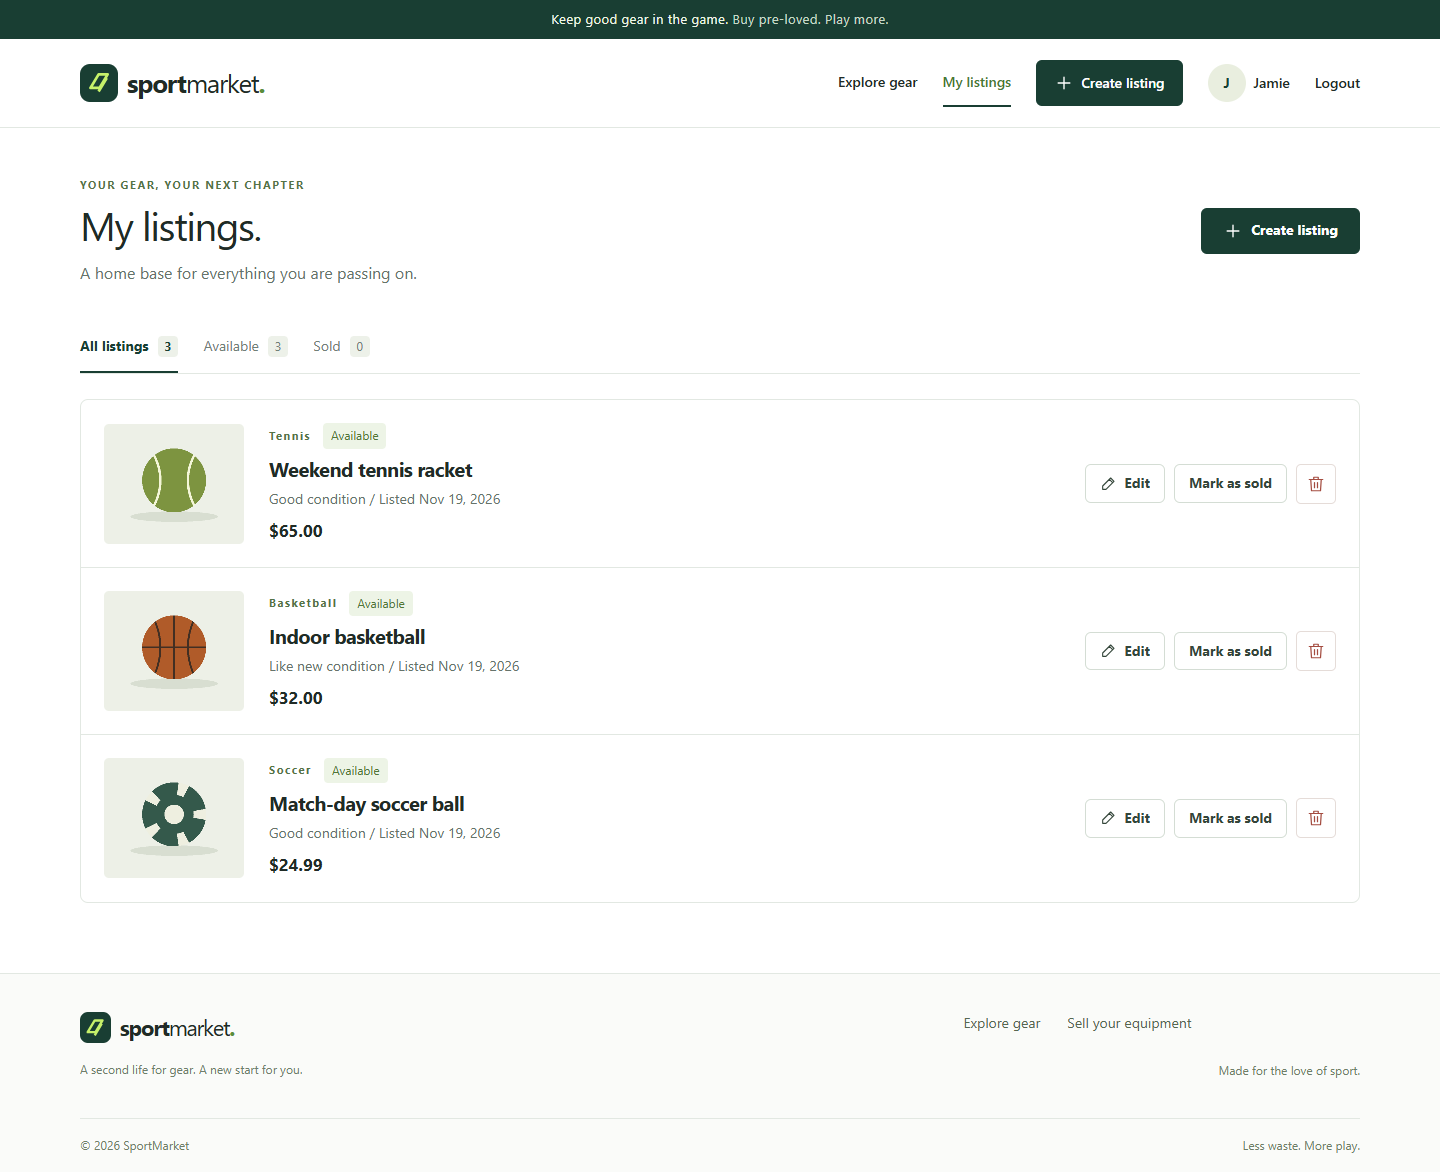 Keep good gear in the game. Buy pre-loved. Play more.
sportmarket.
Explore gear
My listings
Create listing
J
Jamie
Logout
YOUR GEAR, YOUR NEXT CHAPTER
My listings.
A home base for everything you are passing on.
Create listing
All listings 3
Available 3
Sold 0
Tennis Available
Weekend tennis racket
Good condition / Listed Nov 19, 2026
$65.00
Edit
Mark as sold
Basketball Available
Indoor basketball
Like new condition / Listed Nov 19, 2026
$32.00
Edit
Mark as sold
Soccer Available
Match-day soccer ball
Good condition / Listed Nov 19, 2026
$24.99
Edit
Mark as sold
sportmarket.
A second life for gear. A new start for you.
Explore gear
Sell your equipment
Made for the love of sport.
© 2026 SportMarket
Less waste. More play.